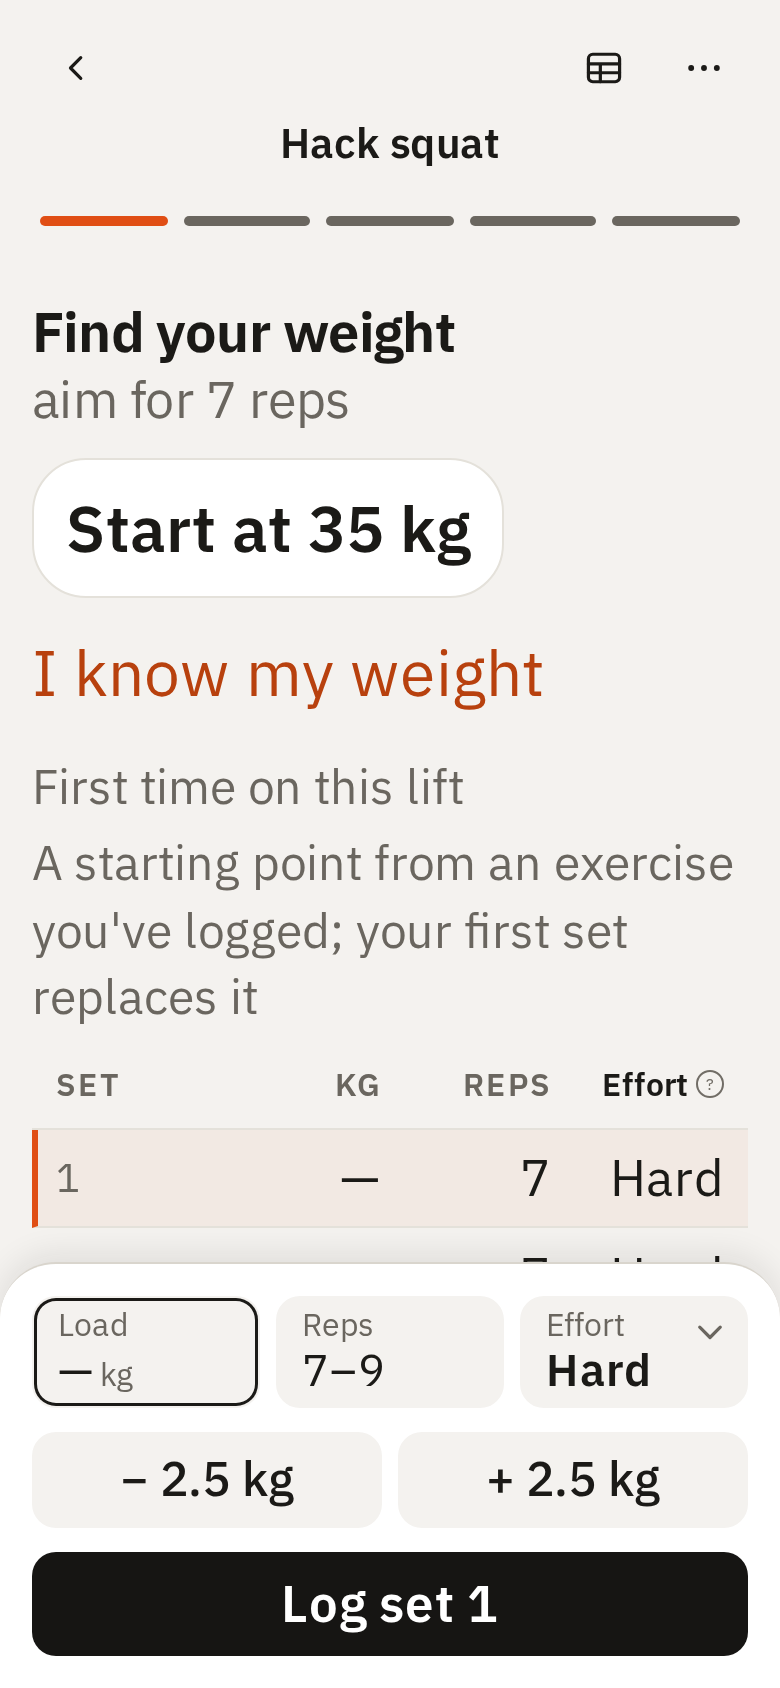 Hack squat
Find your weight
aim for 7 reps
Start at 35 kg
I know my weight
First time on this lift
A starting point from an exercise
you've logged; your first set
replaces it
SET KG REPS Effort ?
1 — 7 Hard
Load Reps Effort
— kg 7–9 Hard
− 2.5 kg + 2.5 kg
Log set 1